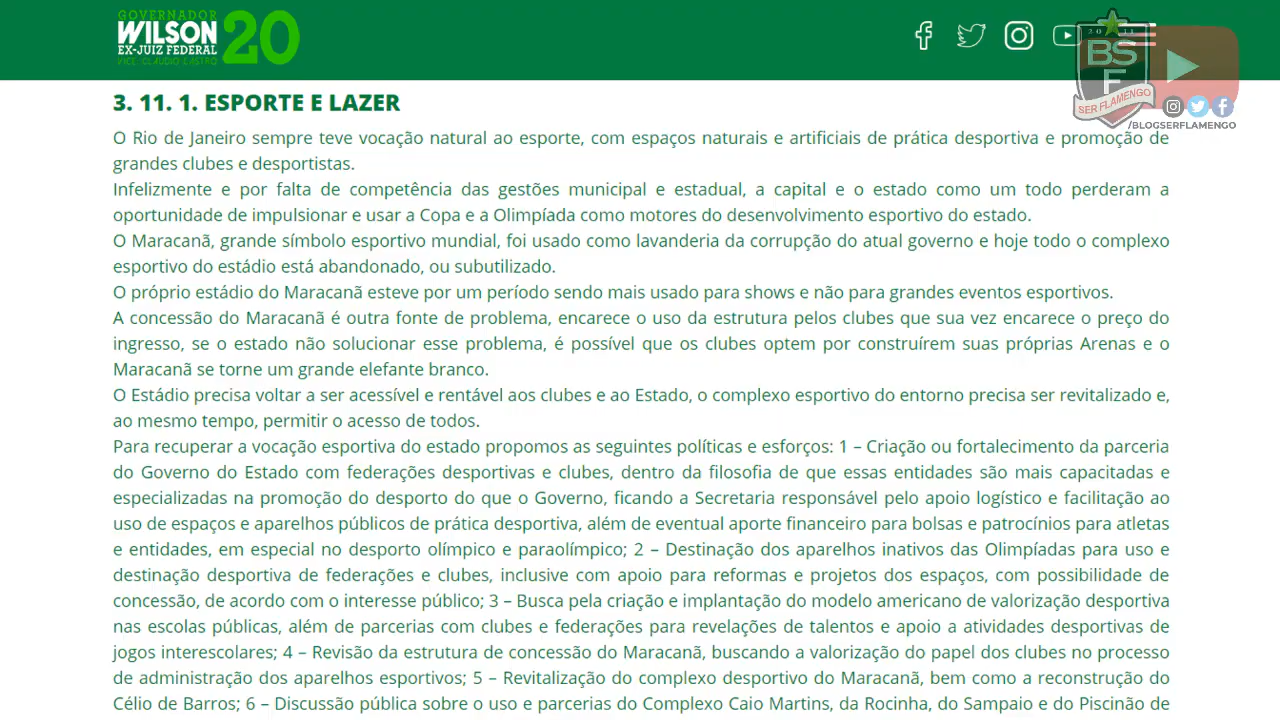 GOVERNADOR
WILSON 20
EX-JUIZ FEDERAL
VICE CLAUDIO CASTRO
BSF
SER FLAMENGO
/BLOGSERFLAMENGO
3. 11. 1. ESPORTE E LAZER
O Rio de Janeiro sempre teve vocação natural ao esporte, com espaços naturais e artificiais de prática desportiva e promoção de
grandes clubes e desportistas.
Infelizmente e por falta de competência das gestões municipal e estadual, a capital e o estado como um todo perderam a
oportunidade de impulsionar e usar a Copa e a Olimpíada como motores do desenvolvimento esportivo do estado.
O Maracanã, grande símbolo esportivo mundial, foi usado como lavanderia da corrupção do atual governo e hoje todo o complexo
esportivo do estádio está abandonado, ou subutilizado.
O próprio estádio do Maracanã esteve por um período sendo mais usado para shows e não para grandes eventos esportivos.
A concessão do Maracanã é outra fonte de problema, encarece o uso da estrutura pelos clubes que sua vez encarece o preço do
ingresso, se o estado não solucionar esse problema, é possível que os clubes optem por construírem suas próprias Arenas e o
Maracanã se torne um grande elefante branco.
O Estádio precisa voltar a ser acessível e rentável aos clubes e ao Estado, o complexo esportivo do entorno precisa ser revitalizado e,
ao mesmo tempo, permitir o acesso de todos.
Para recuperar a vocação esportiva do estado propomos as seguintes políticas e esforços: 1 – Criação ou fortalecimento da parceria
do Governo do Estado com federações desportivas e clubes, dentro da filosofia de que essas entidades são mais capacitadas e
especializadas na promoção do desporto do que o Governo, ficando a Secretaria responsável pelo apoio logístico e facilitação ao
uso de espaços e aparelhos públicos de prática desportiva, além de eventual aporte financeiro para bolsas e patrocínios para atletas
e entidades, em especial no desporto olímpico e paraolímpico; 2 – Destinação dos aparelhos inativos das Olimpíadas para uso e
destinação desportiva de federações e clubes, inclusive com apoio para reformas e projetos dos espaços, com possibilidade de
concessão, de acordo com o interesse público; 3 – Busca pela criação e implantação do modelo americano de valorização desportiva
nas escolas públicas, além de parcerias com clubes e federações para revelações de talentos e apoio a atividades desportivas de
jogos interescolares; 4 – Revisão da estrutura de concessão do Maracanã, buscando a valorização do papel dos clubes no processo
de administração dos aparelhos esportivos; 5 – Revitalização do complexo desportivo do Maracanã, bem como a reconstrução do
Célio de Barros; 6 – Discussão pública sobre o uso e parcerias do Complexo Caio Martins, da Rocinha, do Sampaio e do Piscinão de